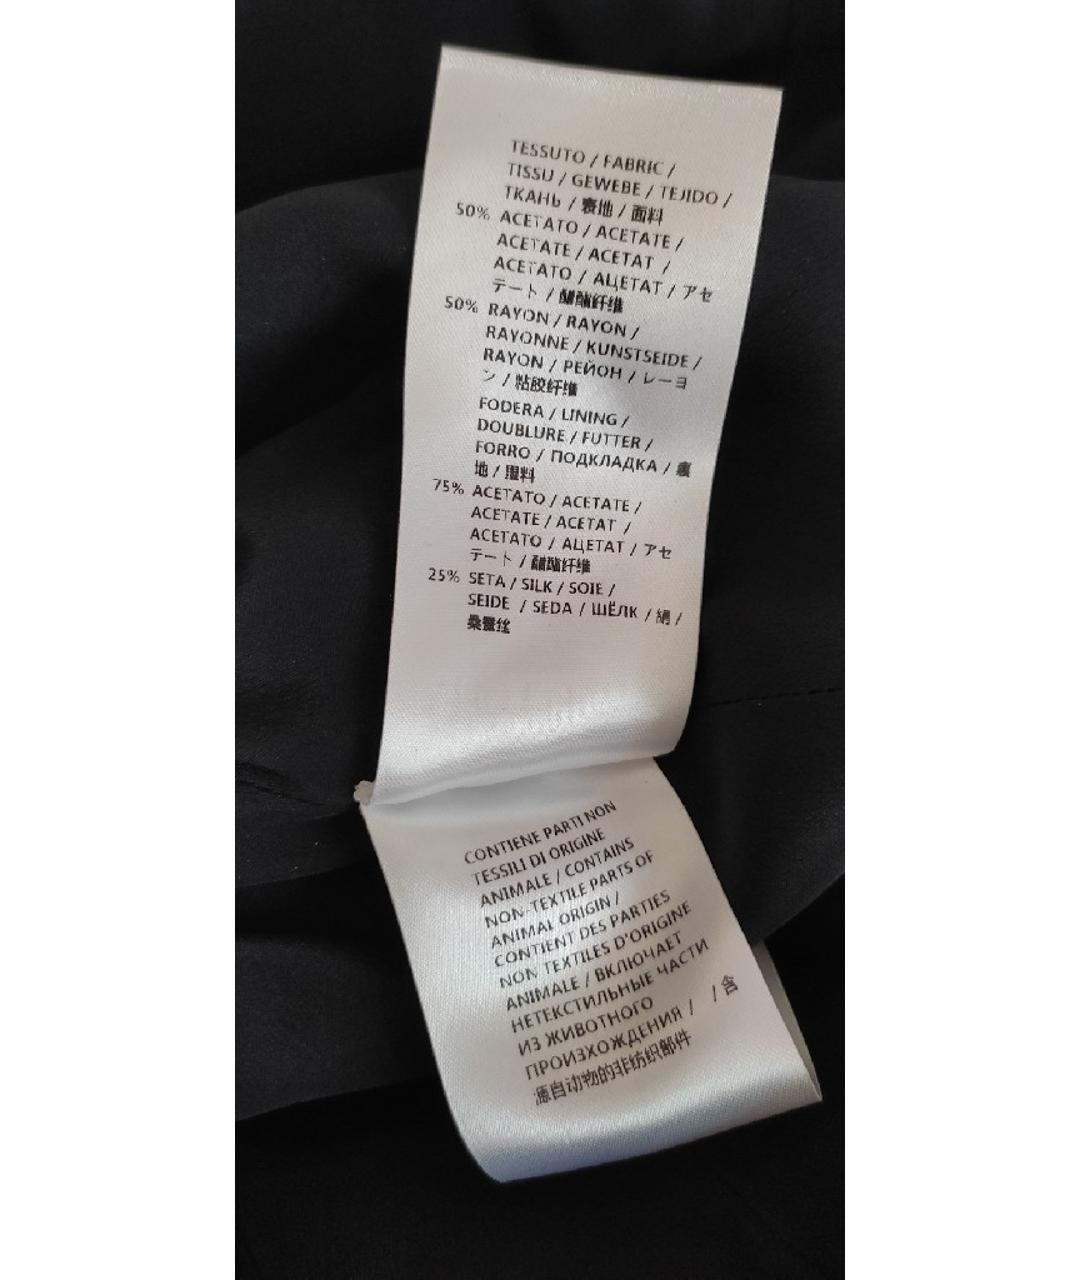 TESSUTO / FABRIC /
TISSU / GEWEBE / TEJIDO /
ТКАНЬ / 表地 / 面料
50% ACETATO / ACETATE /
ACETATE / ACETAT /
ACETATO / АЦЕТАТ / アセ
テート / 醋酯纤维
50% RAYON / RAYON /
RAYONNE / KUNSTSEIDE /
RAYON / РЕЙОН / レーヨ
ン / 粘胶纤维
FODERA / LINING /
DOUBLURE / FUTTER /
FORRO / ПОДКЛАДКА / 裏
地 / 里料
75% ACETATO / ACETATE /
ACETATE / ACETAT /
ACETATO / АЦЕТАТ / アセ
テート / 醋酯纤维
25% SETA / SILK / SOIE /
SEIDE / SEDA / ШЁЛК / 絹 /
桑蚕丝
CONTIENE PARTI NON
TESSILI DI ORIGINE
ANIMALE / CONTAINS
NON-TEXTILE PARTS OF
ANIMAL ORIGIN /
CONTIENT DES PARTIES
NON TEXTILES D'ORIGINE
ANIMALE / ВКЛЮЧАЕТ
НЕТЕКСТИЛЬНЫЕ ЧАСТИ
ИЗ ЖИВОТНОГО
ПРОИЗХОЖДЕНИЯ / / 含
源自动物的非纺织部件